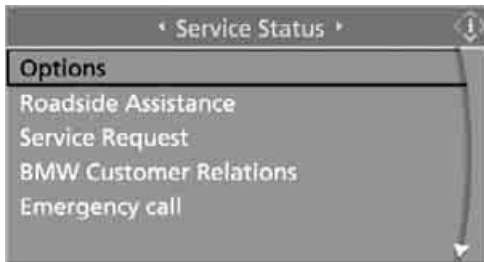 Service Status
Options
Roadside Assistance
Service Request
BMW Customer Relations
Emergency call